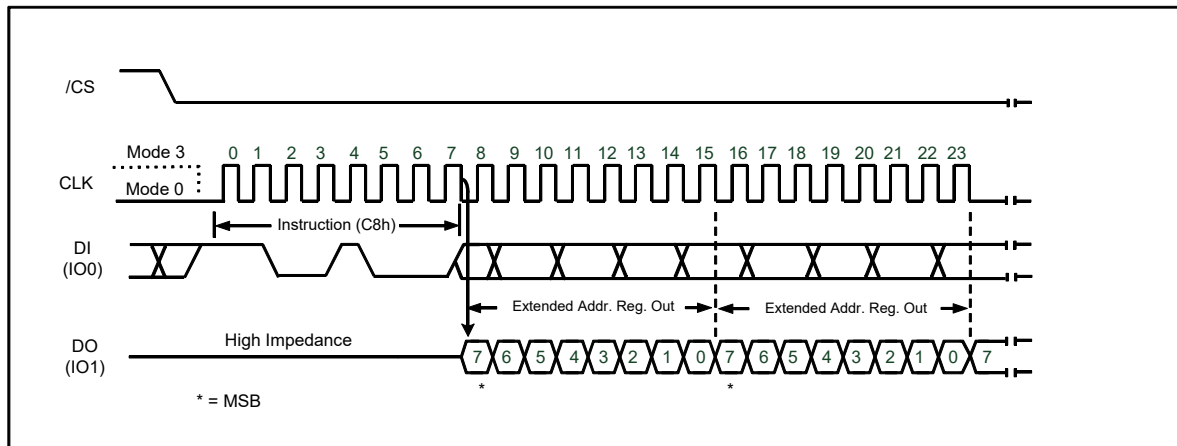 /CS
Mode 3
0 1 2 3 4 5 6 7 8 9 10 11 12 13 14 15 16 17 18 19 20 21 22 23
CLK
Mode 0
Instruction (C8h)
DI
(IO0)
Extended Addr. Reg. Out
Extended Addr. Reg. Out
High Impedance
DO
(IO1)
7 6 5 4 3 2 1 0 7 6 5 4 3 2 1 0 7
* *
* = MSB